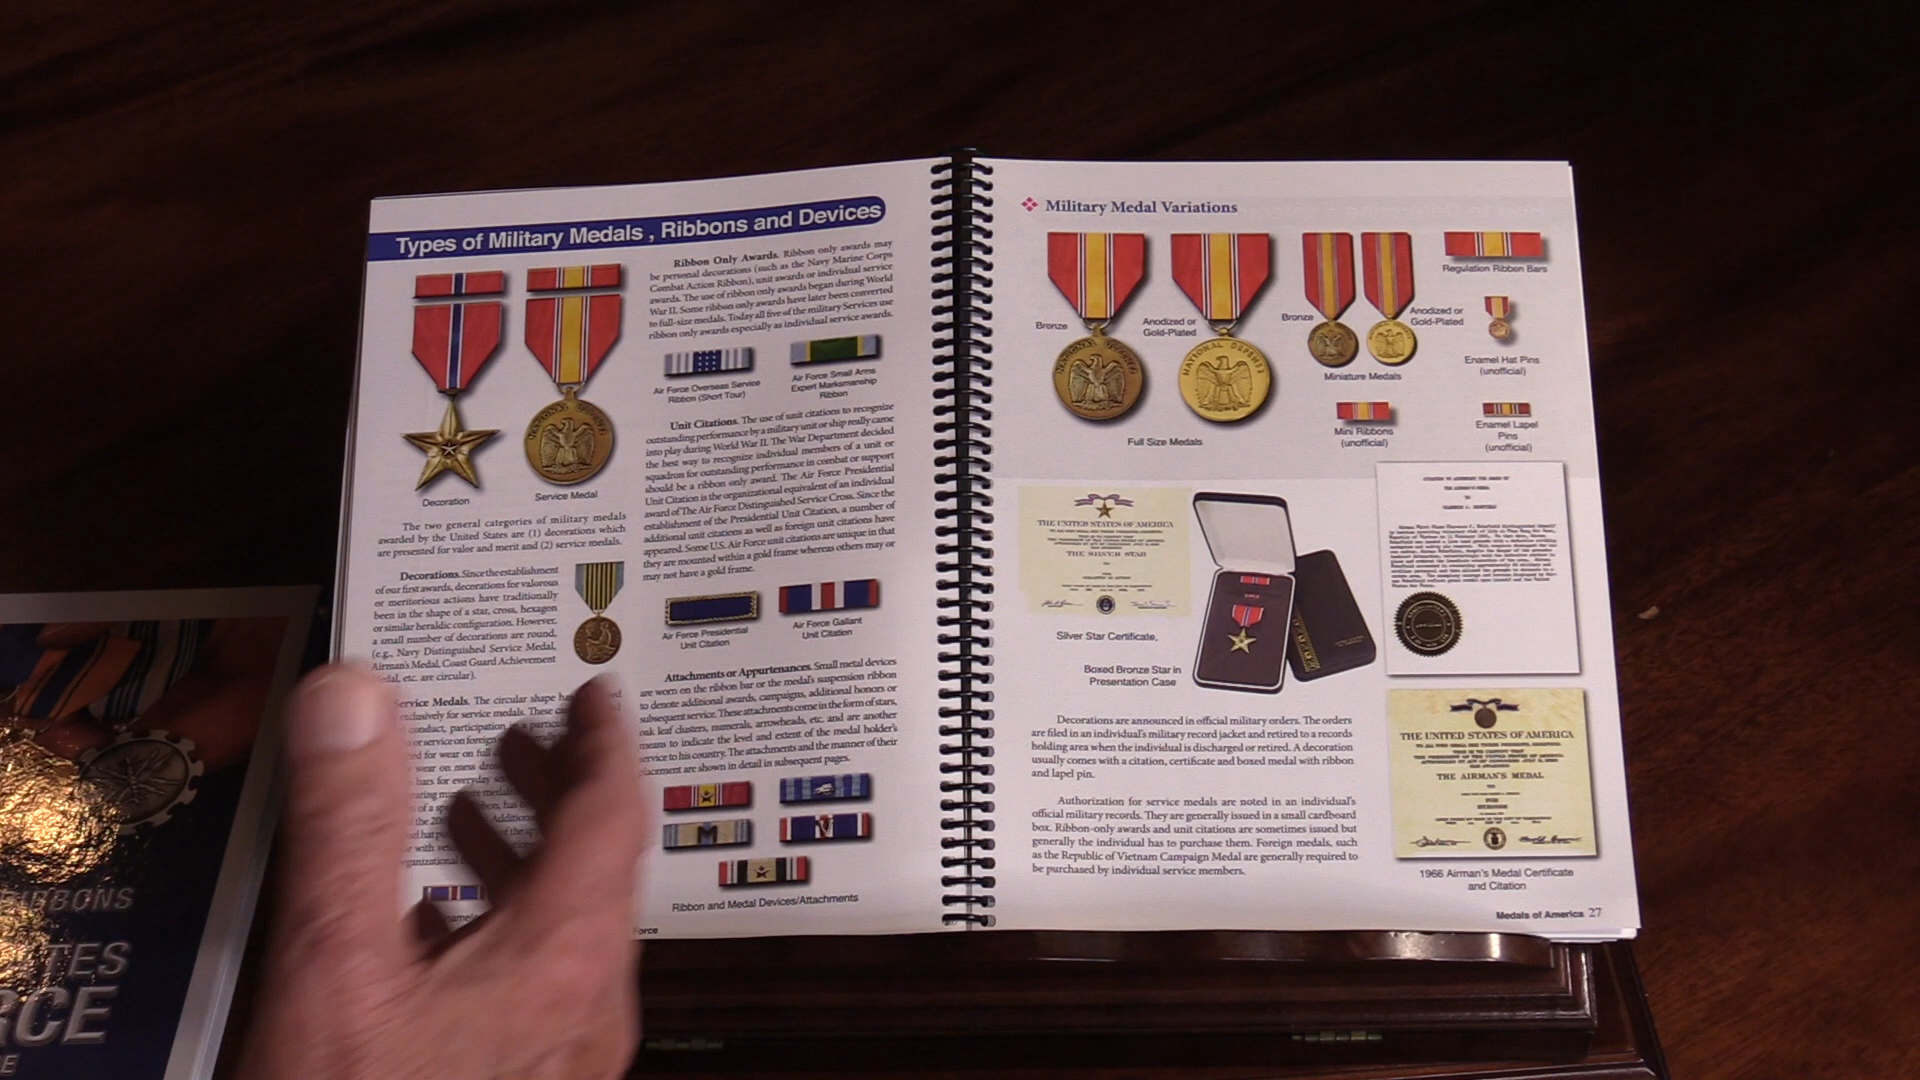 Types of Military Medals , Ribbons and Devices
Decoration
Service Medal
The two general categories of military medals
awarded by the United States are (1) decorations which
are presented for valor and merit and (2) service medals.
Decorations. Since the establishment
of our first awards, decorations for valorous
or meritorious actions have traditionally
been in the shape of a star, cross, hexagon
or similar heraldic configuration. However,
a small number of decorations are round,
(e.g., Navy Distinguished Service Medal,
Airman's Medal, Coast Guard Achievement
etc. are circular).
Service Medals. The circular shape
conduct, participation
or service on foreign
for wear on full
wear on mess
bars for everyday
Ribbon Only Awards. Ribbon only awards may
be personal decorations (such as the Navy Marine Corps
Combat Action Ribbon), unit awards or individual service
awards. The use of ribbon only awards began during World
War II. Some ribbon only awards have later been converted
to full-size medals. Today all five of the military Services use
ribbon only awards especially as individual service awards.
Air Force Overseas Service
Ribbon (Short Tour)
Air Force Small Arms
Expert Marksmanship
Ribbon
Unit Citations. The use of unit citations to recognize
outstanding performance by a military unit or ship really came
into play during World War II. The War Department decided
the best way to recognize individual members of a unit or
squadron for outstanding performance in combat or support
should be a ribbon only award. The Air Force Presidential
Unit Citation is the organizational equivalent of an individual
award of The Air Force Distinguished Service Cross. Since the
establishment of the Presidential Unit Citation, a number of
additional unit citations as well as foreign unit citations have
appeared. Some U.S. Air Force unit citations are unique in that
they are mounted within a gold frame whereas others may or
may not have a gold frame.
Air Force Presidential
Unit Citation
Air Force Gallant
Unit Citation
Attachments or Appurtenances. Small metal devices
are worn on the ribbon bar or the medal's suspension ribbon
to denote additional awards, campaigns, additional honors or
subsequent service. These attachments come in the form of stars,
oak leaf clusters, numerals, arrowheads, etc. and are another
means to indicate the level and extent of the medal holder's
service to his country. The attachments and the manner of their
placement are shown in detail in subsequent pages.
Ribbon and Medal Devices/Attachments
Force
Military Medal Variations
Bronze
Anodized or
Gold-Plated
Full Size Medals
Bronze
Anodized or
Gold-Plated
Miniature Medals
Regulation Ribbon Bars
Enamel Hat Pins
(unofficial)
Mini Ribbons
(unofficial)
Enamel Lapel
Pins
(unofficial)
NATIONAL DEFENSE
THE UNITED STATES OF AMERICA
THE SILVER STAR
Silver Star Certificate,
Boxed Bronze Star in
Presentation Case
Decorations are announced in official military orders. The orders
are filed in an individual's military record jacket and retired to a records
holding area when the individual is discharged or retired. A decoration
usually comes with a citation, certificate and boxed medal with ribbon
and lapel pin.
Authorization for service medals are noted in an individual's
official military records. They are generally issued in a small cardboard
box. Ribbon-only awards and unit citations are sometimes issued but
generally the individual has to purchase them. Foreign medals, such
as the Republic of Vietnam Campaign Medal are generally required to
be purchased by individual service members.
THE UNITED STATES OF AMERICA
THE AIRMAN'S MEDAL
1966 Airman's Medal Certificate
and Citation
Medals of America 27
RIBBONS